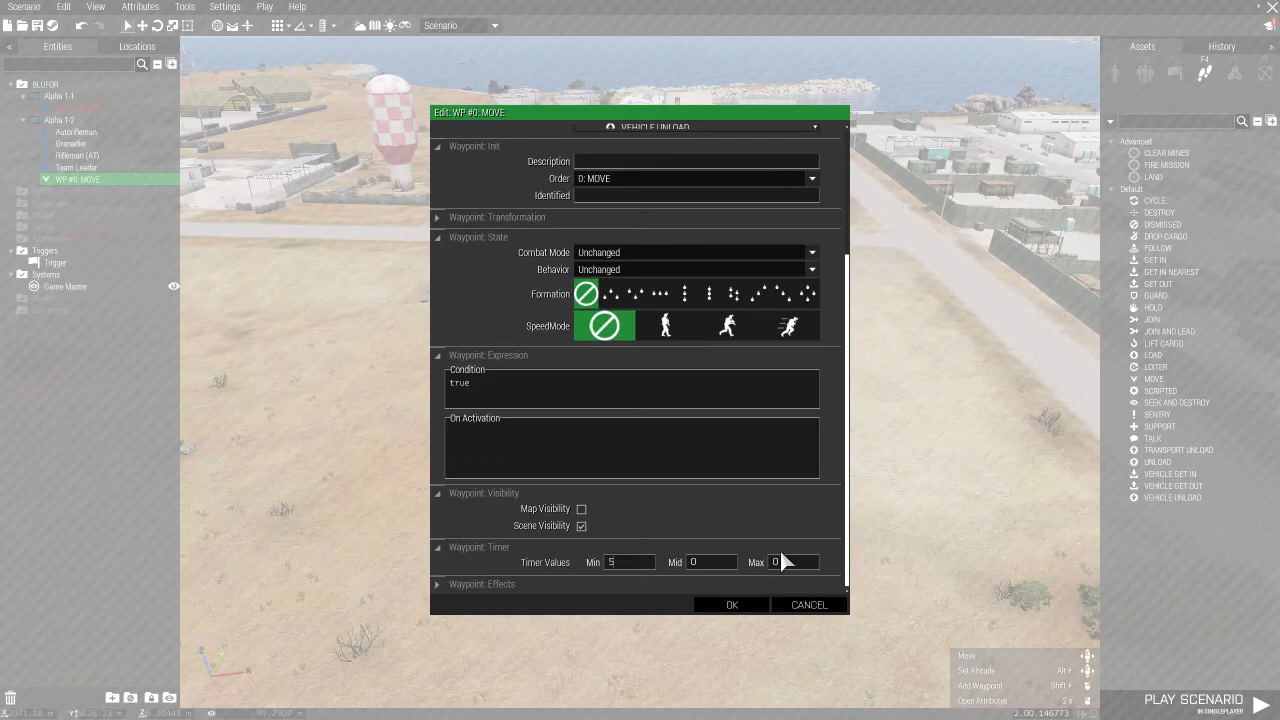 Scenario Edit View Attributes Tools Settings Play Help
Scenario
Entities Locations
BLUFOR
Alpha 1-1
Alpha 1-2
Autorifleman
Grenadier
Rifleman (AT)
Team Leader
WP #0: MOVE
Triggers
Trigger
Systems
Game Master
Edit: WP #0: MOVE
VEHICLE UNLOAD
Waypoint: Init
Description
Order 0: MOVE
Identified
Waypoint: Transformation
Waypoint: State
Combat Mode Unchanged
Behavior Unchanged
Formation
SpeedMode
Waypoint: Expression
Condition
true
On Activation
Waypoint: Visibility
Map Visibility
Scene Visibility
Waypoint: Timer
Timer Values Min 5 Mid 0 Max 0
Waypoint: Effects
OK CANCEL
Assets History
F4
Advanced
CLEAR MINES
FIRE MISSION
LAND
Default
CYCLE
DESTROY
DISMISSED
DROP CARGO
FOLLOW
GET IN
GET IN NEAREST
GET OUT
GUARD
HOLD
JOIN
JOIN AND LEAD
LIFT CARGO
LOAD
LOITER
MOVE
SCRIPTED
SEEK AND DESTROY
SENTRY
SUPPORT
TALK
TRANSPORT UNLOAD
UNLOAD
VEHICLE GET IN
VEHICLE GET OUT
VEHICLE UNLOAD
Move
Set Altitude Alt +
Add Waypoint Shift +
Open Attributes 2 x
PLAY SCENARIO
IN SINGLEPLAYER
2.00.146773